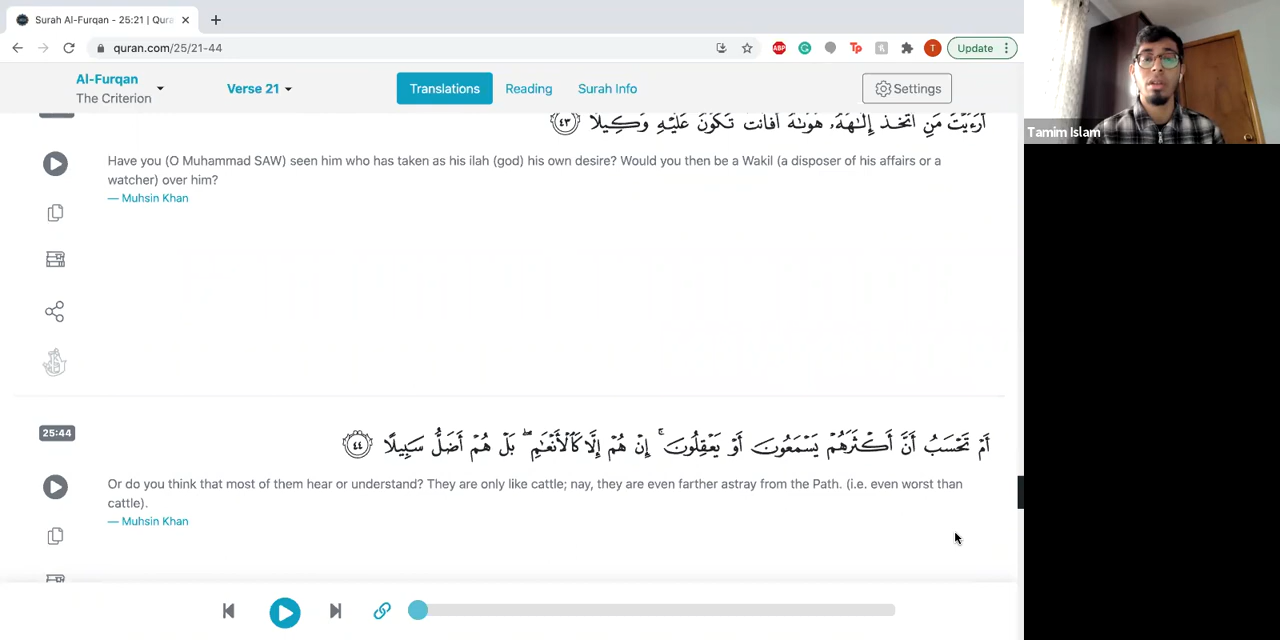 Surah Al-Furqan - 25:21 | Qura
quran.com/25/21-44
ABP
Tp
T
Update
Al-Furqan
The Criterion
Verse 21
Translations
Reading
Surah Info
Settings
أَرَءَيْتَ مَنِ ٱتَّخَذَ إِلَـٰهَهُۥ هَوَىٰهُ أَفَأَنتَ تَكُونُ عَلَيْهِ وَكِيلًا ٤٣
Have you (O Muhammad SAW) seen him who has taken as his ilah (god) his own desire? Would you then be a Wakil (a disposer of his affairs or a
watcher) over him?
— Muhsin Khan
25:44
أَمْ تَحْسَبُ أَنَّ أَكْثَرَهُمْ يَسْمَعُونَ أَوْ يَعْقِلُونَ ۚ إِنْ هُمْ إِلَّا كَٱلْأَنْعَـٰمِ ۖ بَلْ هُمْ أَضَلُّ سَبِيلًا ٤٤
Or do you think that most of them hear or understand? They are only like cattle; nay, they are even farther astray from the Path. (i.e. even worst than
cattle).
— Muhsin Khan
Tamim Islam